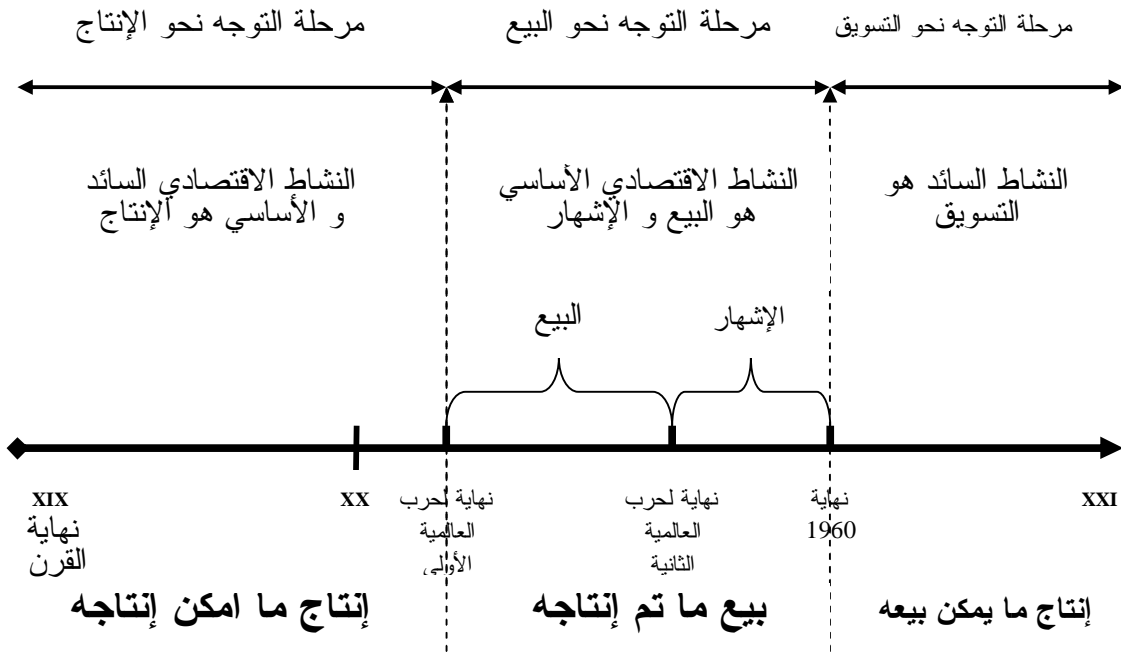 مرحلة التوجه نحو الإنتاج
مرحلة التوجه نحو البيع
مرحلة التوجه نحو التسويق
النشاط الاقتصادي السائد
و الأساسي هو الإنتاج
النشاط الاقتصادي الأساسي
هو البيع و الإشهار
النشاط السائد هو
التسويق
البيع
الإشهار
XIX
نهاية
القرن
XX
نهاية لحرب
العالمية
الأولى
نهاية لحرب
العالمية
الثانية
نهاية
1960
XXI
إنتاج ما امكن إنتاجه
بيع ما تم إنتاجه
إنتاج ما يمكن بيعه